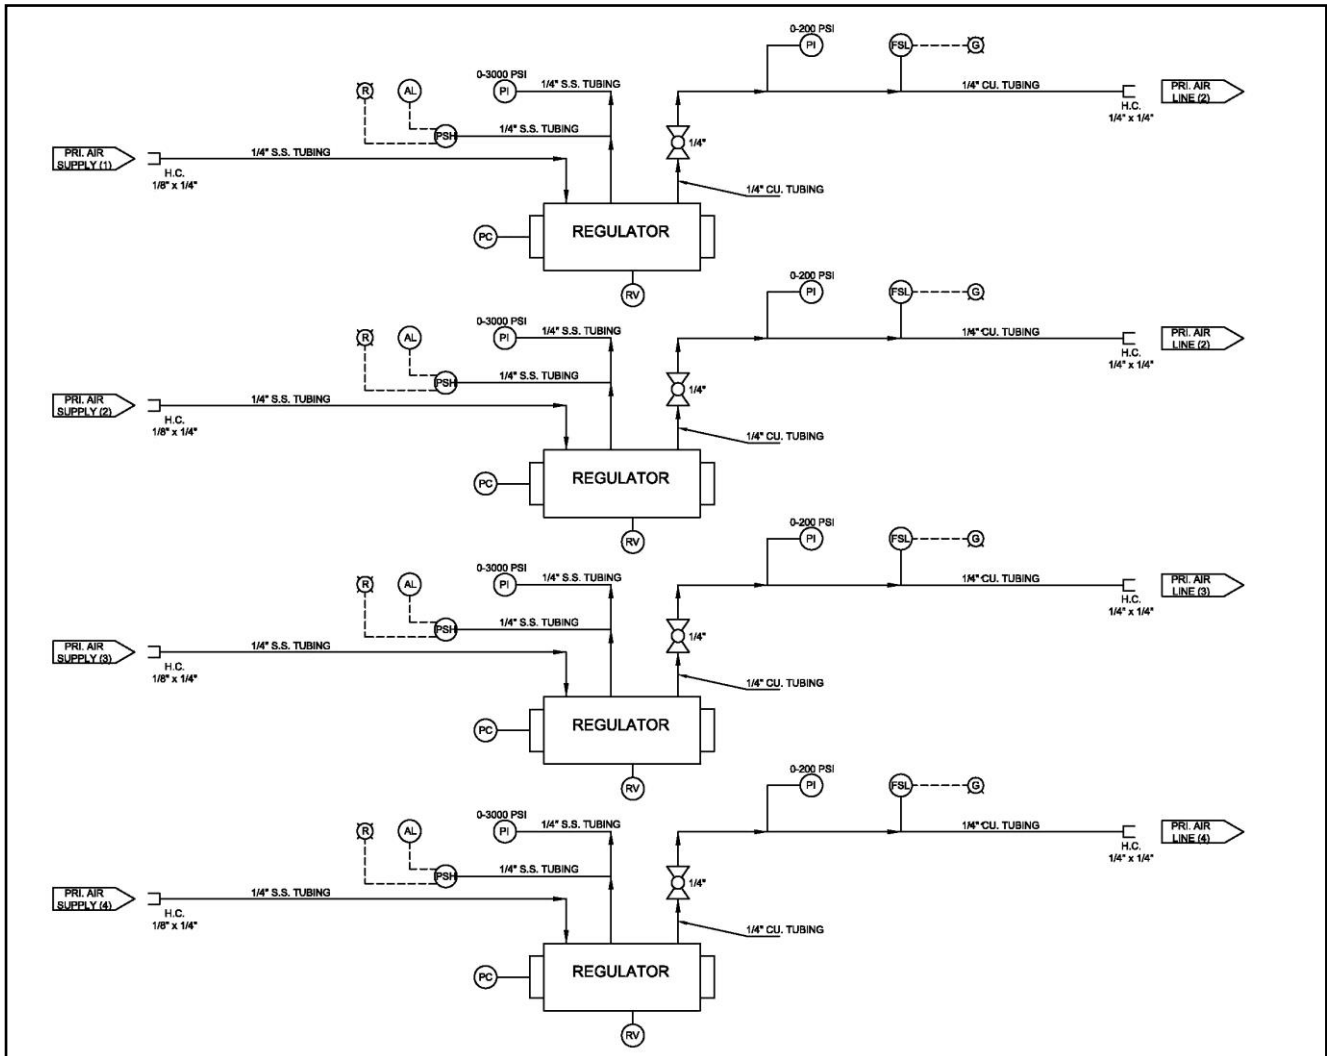 0-200 PSI
PI
FSL
G
0-3000 PSI
R
AL
PI
1/4" S.S. TUBING
1/4" CU. TUBING
PRI. AIR
LINE (2)
H.C.
1/4" x 1/4"
PSH
1/4" S.S. TUBING
1/4"
PRI. AIR
SUPPLY (1)
1/4" S.S. TUBING
H.C.
1/8" x 1/4"
1/4" CU. TUBING
PC
REGULATOR
RV
0-200 PSI
PI
FSL
G
0-3000 PSI
R
AL
PI
1/4" S.S. TUBING
1/4" CU. TUBING
PRI. AIR
LINE (2)
H.C.
1/4" x 1/4"
PSH
1/4" S.S. TUBING
1/4"
PRI. AIR
SUPPLY (2)
1/4" S.S. TUBING
H.C.
1/8" x 1/4"
1/4" CU. TUBING
PC
REGULATOR
RV
0-200 PSI
PI
FSL
G
0-3000 PSI
R
AL
PI
1/4" S.S. TUBING
1/4" CU. TUBING
PRI. AIR
LINE (3)
H.C.
1/4" x 1/4"
PSH
1/4" S.S. TUBING
1/4"
PRI. AIR
SUPPLY (3)
1/4" S.S. TUBING
H.C.
1/8" x 1/4"
1/4" CU. TUBING
PC
REGULATOR
RV
0-200 PSI
PI
FSL
G
0-3000 PSI
R
AL
PI
1/4" S.S. TUBING
1/4" CU. TUBING
PRI. AIR
LINE (4)
H.C.
1/4" x 1/4"
PSH
1/4" S.S. TUBING
1/4"
PRI. AIR
SUPPLY (4)
1/4" S.S. TUBING
H.C.
1/8" x 1/4"
1/4" CU. TUBING
PC
REGULATOR
RV